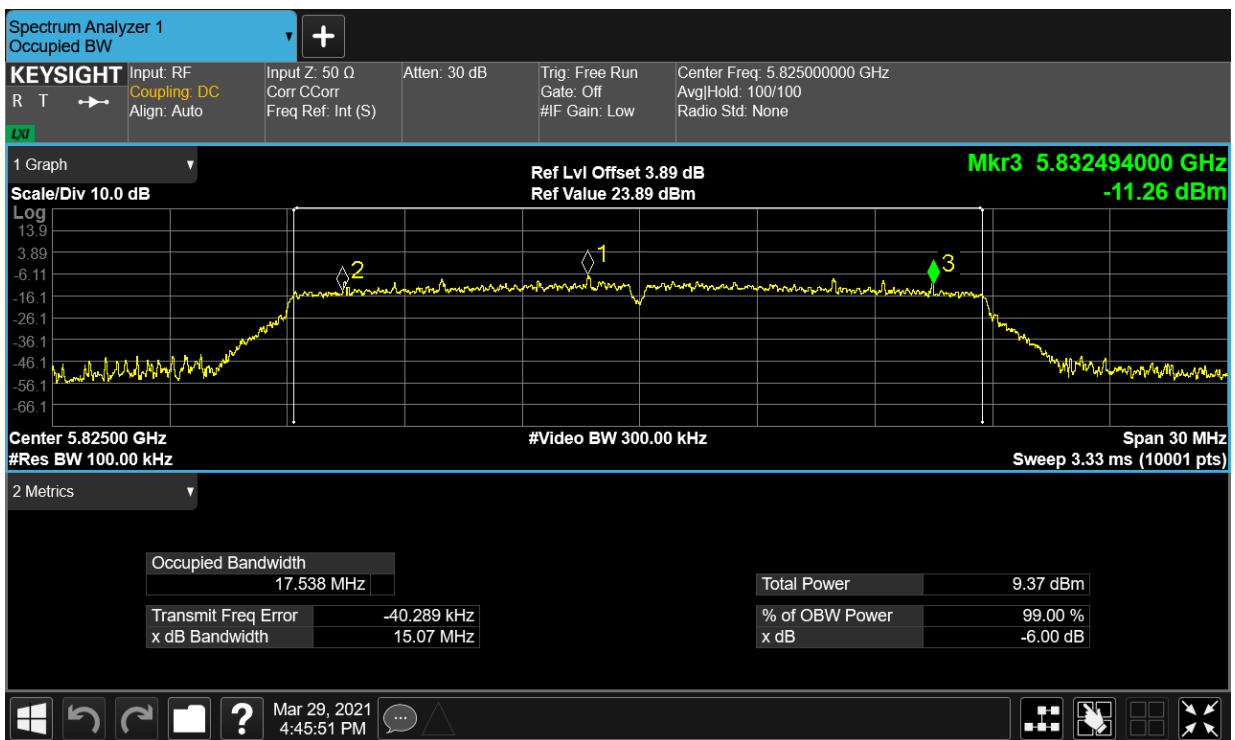 Spectrum Analyzer 1
Occupied BW
KEYSIGHT
R T
LXI
Input: RF
Coupling: DC
Align: Auto
Input Z: 50 Ω
Corr CCorr
Freq Ref: Int (S)
Atten: 30 dB
Trig: Free Run
Gate: Off
#IF Gain: Low
Center Freq: 5.825000000 GHz
Avg|Hold: 100/100
Radio Std: None
1 Graph
Scale/Div 10.0 dB
Ref Lvl Offset 3.89 dB
Ref Value 23.89 dBm
Mkr3 5.832494000 GHz
-11.26 dBm
Log
13.9
3.89
-6.11
-16.1
-26.1
-36.1
-46.1
-56.1
-66.1
2
1
3
Center 5.82500 GHz
#Res BW 100.00 kHz
#Video BW 300.00 kHz
Span 30 MHz
Sweep 3.33 ms (10001 pts)
2 Metrics
Occupied Bandwidth
17.538 MHz
Transmit Freq Error -40.289 kHz
x dB Bandwidth 15.07 MHz
Total Power 9.37 dBm
% of OBW Power 99.00 %
x dB -6.00 dB
Mar 29, 2021
4:45:51 PM